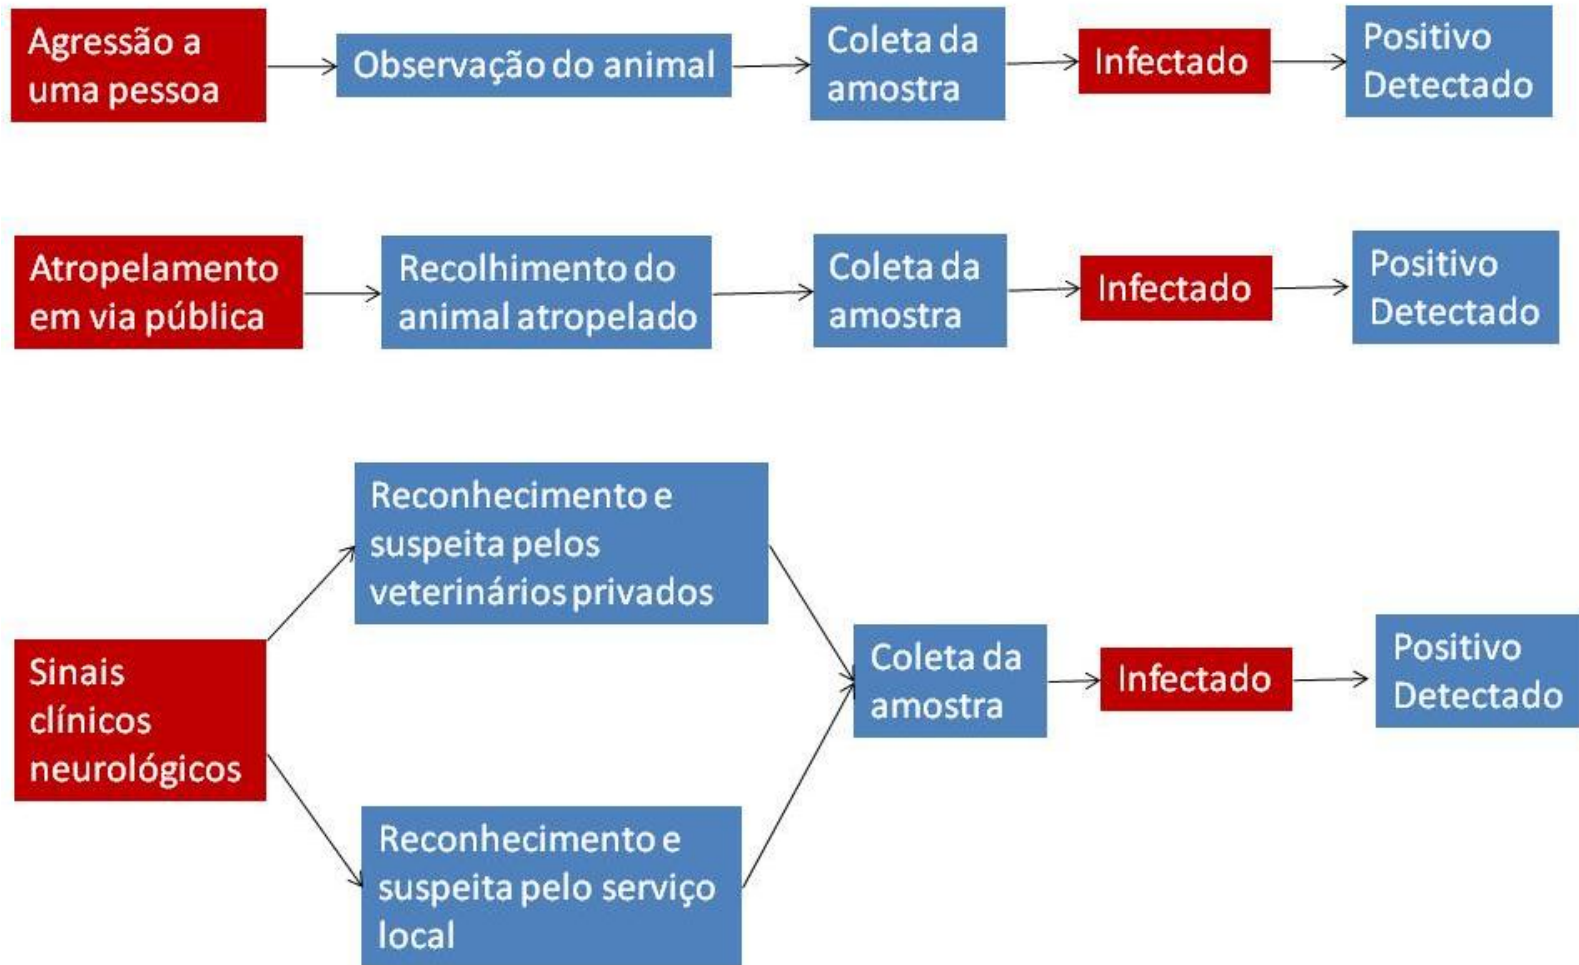 Agressão a
uma pessoa
Observação do animal
Coleta da
amostra
Infectado
Positivo
Detectado
Atropelamento
em via pública
Recolhimento do
animal atropelado
Coleta da
amostra
Infectado
Positivo
Detectado
Sinais
clínicos
neurológicos
Reconhecimento e
suspeita pelos
veterinários privados
Reconhecimento e
suspeita pelo serviço
local
Coleta da
amostra
Infectado
Positivo
Detectado